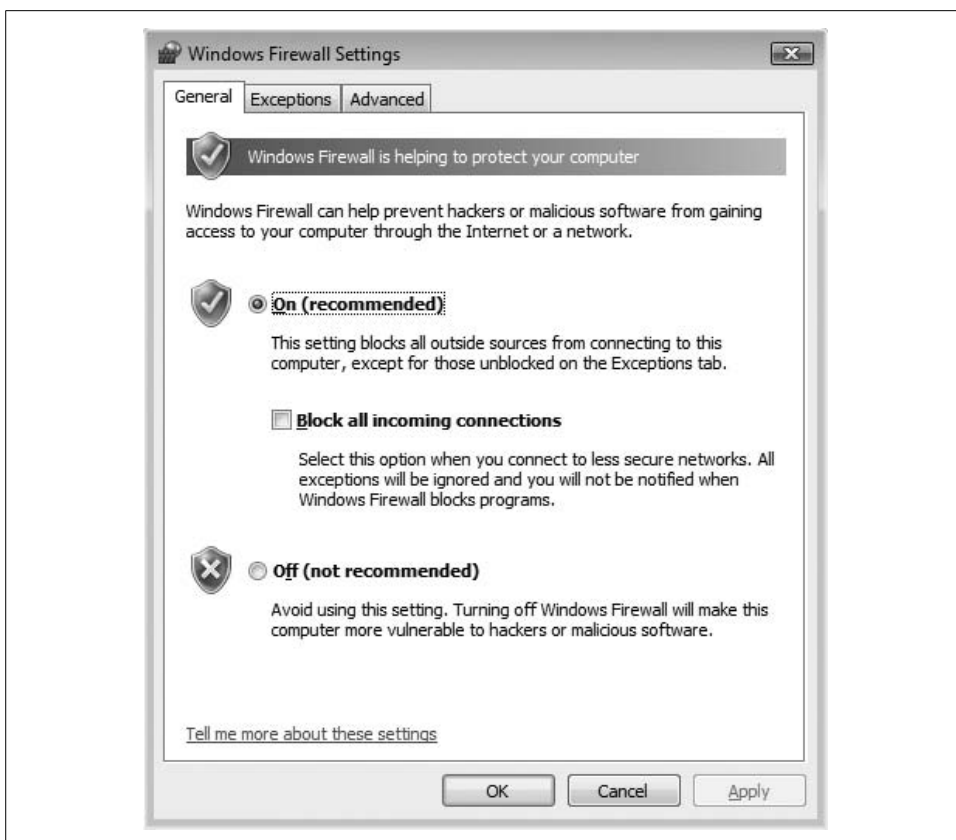 Windows Firewall Settings
General Exceptions Advanced
Windows Firewall is helping to protect your computer
Windows Firewall can help prevent hackers or malicious software from gaining
access to your computer through the Internet or a network.
On (recommended)
This setting blocks all outside sources from connecting to this
computer, except for those unblocked on the Exceptions tab.
Block all incoming connections
Select this option when you connect to less secure networks. All
exceptions will be ignored and you will not be notified when
Windows Firewall blocks programs.
Off (not recommended)
Avoid using this setting. Turning off Windows Firewall will make this
computer more vulnerable to hackers or malicious software.
Tell me more about these settings
OK Cancel Apply